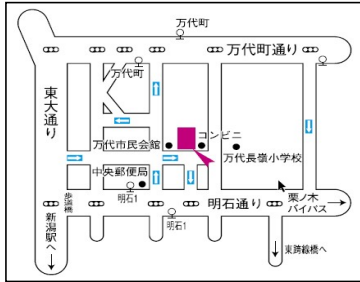 万代町
万代町通り
万代町
東大通り
万代市民会館
コンビニ
万代長嶺小学校
中央郵便局
歩道橋
明石1
明石通り
栗ノ木
バイパス
新潟駅へ
明石1
東跨線橋へ